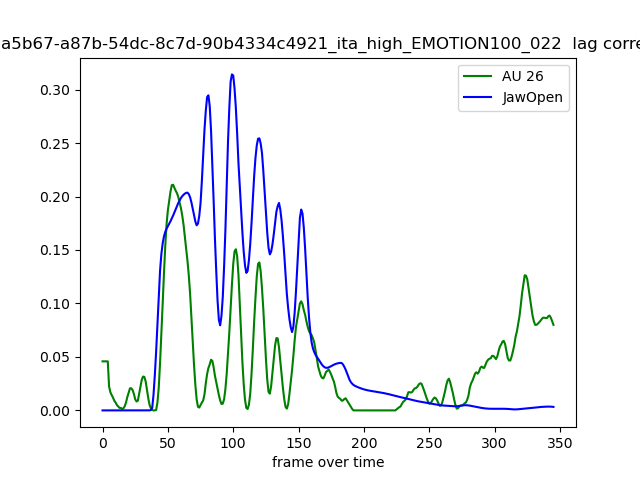 a5b67-a87b-54dc-8c7d-90b4334c4921_ita_high_EMOTION100_022 lag corre
AU 26
JawOpen
0.30
0.25
0.20
0.15
0.10
0.05
0.00
0 50 100 150 200 250 300 350
frame over time